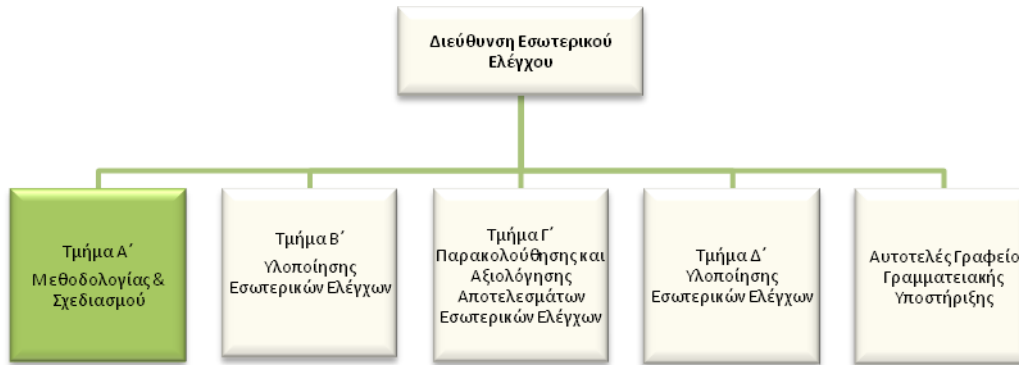 Διεύθυνση Εσωτερικού
Ελέγχου
Τμήμα Α΄
Μεθοδολογίας &
Σχεδιασμού
Τμήμα Β΄
Υλοποίησης
Εσωτερικών Ελέγχων
Τμήμα Γ΄
Παρακολούθησης και
Αξιολόγησης
Αποτελεσμάτων
Εσωτερικών Ελέγχων
Τμήμα Δ΄
Υλοποίησης
Εσωτερικών Ελέγχων
Αυτοτελές Γραφείο
Γραμματειακής
Υποστήριξης